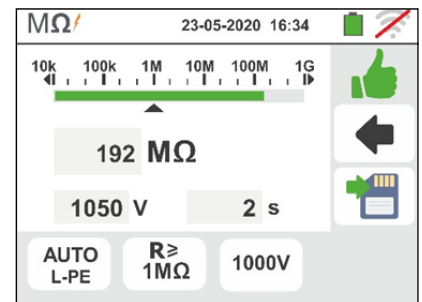 MΩ 23-05-2020 16:34
10k 100k 1M 10M 100M 1G
192 MΩ
1050 V 2 s
AUTO L-PE
R≥ 1MΩ
1000V